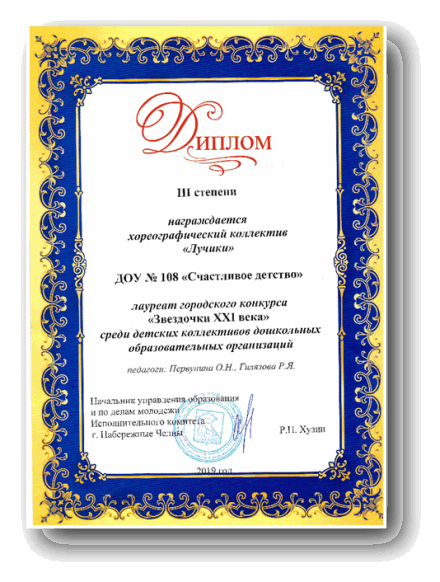 Диплом
III степени
награждается
хореографический коллектив
«Лучики»
ДОУ № 108 «Счастливое детство»
лауреат городского конкурса
"Звездочки XXI века»
среди детских коллективов дошкольных
образовательных организаций
педагоги: Первунина О.Н., Гилязова Р.Я.
Начальник управления образования
и по делам молодежи
Исполнительного комитета
г. Набережные Челны
Р.П. Хузин
2019 год